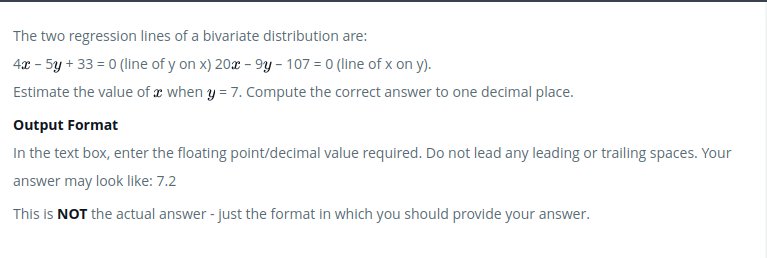 The two regression lines of a bivariate distribution are:
4x – 5y + 33 = 0 (line of y on x) 20x – 9y – 107 = 0 (line of x on y).
Estimate the value of x when y = 7. Compute the correct answer to one decimal place.
Output Format
In the text box, enter the floating point/decimal value required. Do not lead any leading or trailing spaces. Your
answer may look like: 7.2
This is NOT the actual answer - just the format in which you should provide your answer.